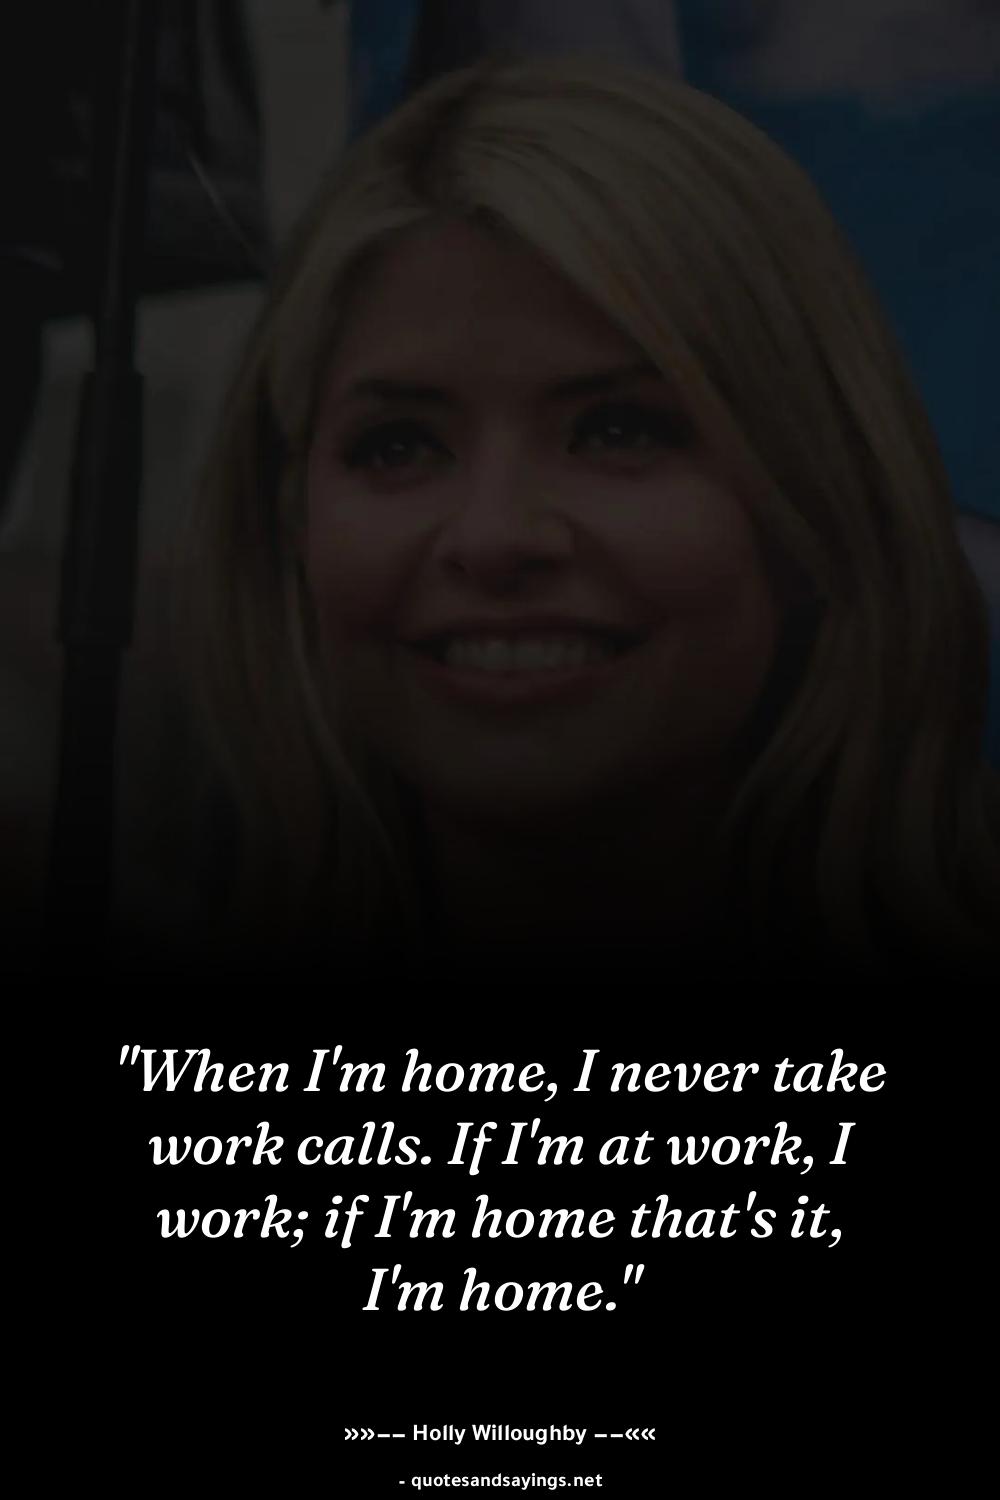 "When I'm home, I never take
work calls. If I'm at work, I
work; if I'm home that's it,
I'm home."
»»–– Holly Willoughby ––««
- quotesandsayings.net